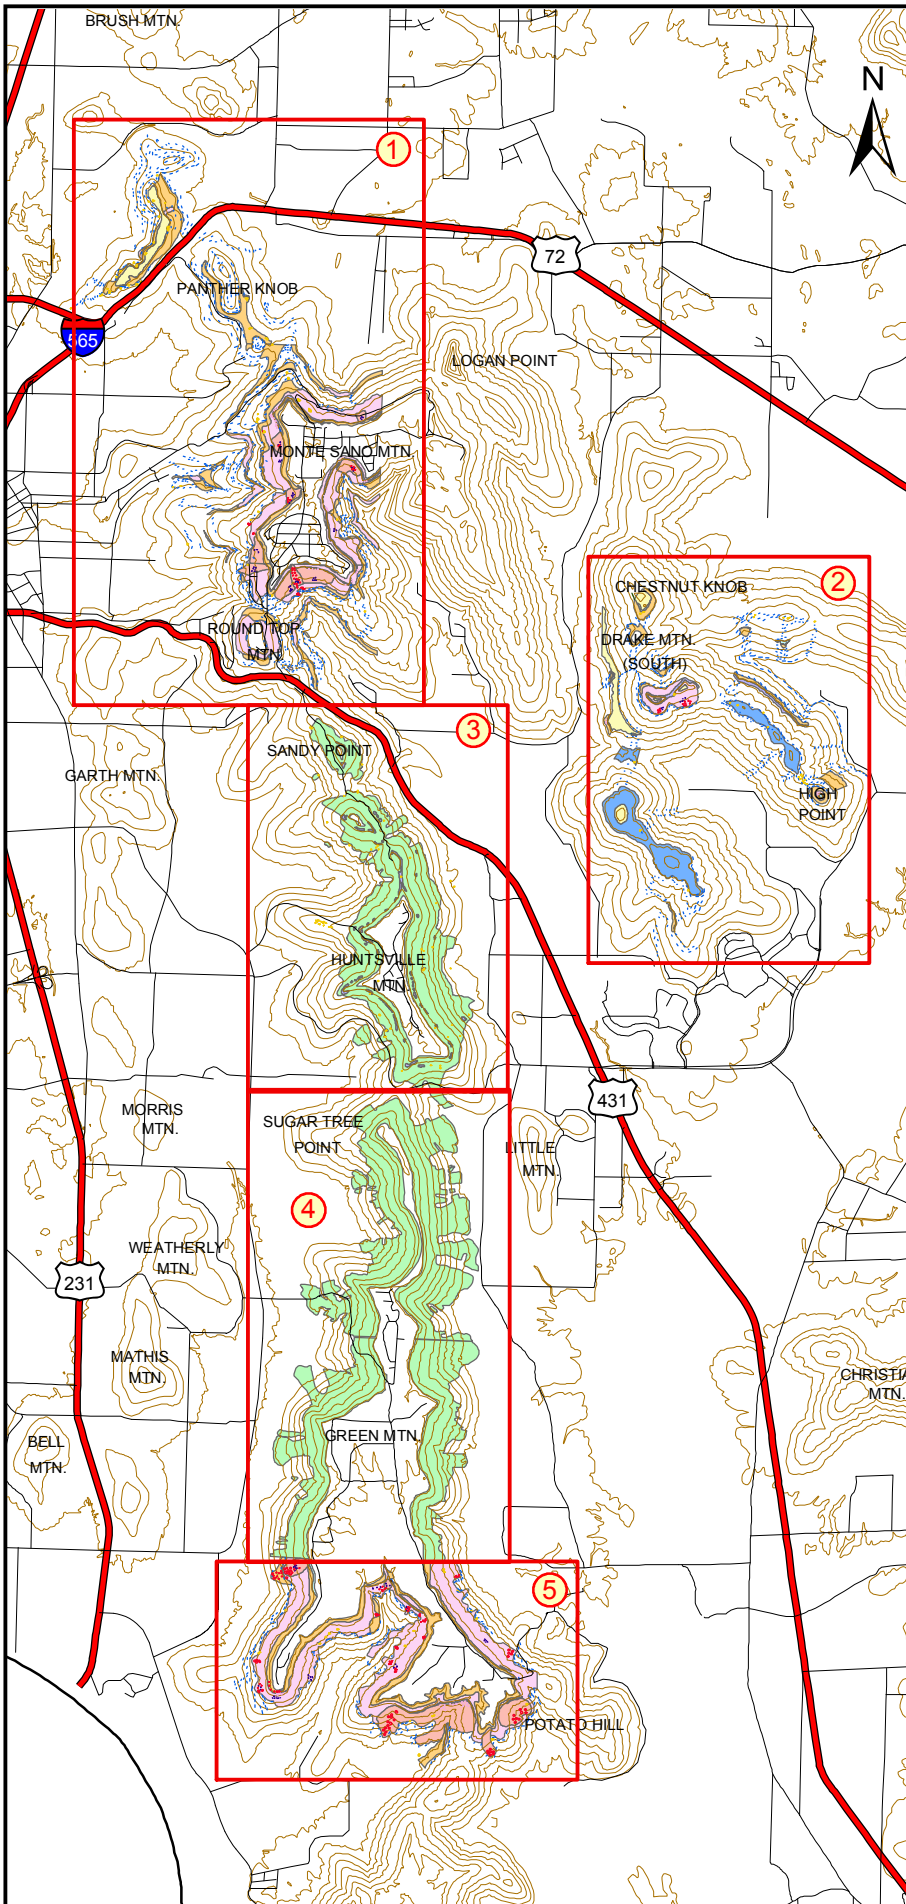 BRUSH MTN.
N
1
72
PANTHER KNOB
565
LOGAN POINT
MONTE SANO MTN.
CHESTNUT KNOB
2
ROUND TOP
MTN.
DRAKE MTN.
(SOUTH)
3
SANDY POINT
GARTH MTN.
HIGH
POINT
HUNTSVILLE
MTN.
431
MORRIS
MTN.
SUGAR TREE
POINT
LITTLE
MTN.
4
WEATHERLY
MTN.
231
MATHIS
MTN.
CHRISTIA
MTN.
BELL
MTN.
GREEN MTN.
5
POTATO HILL